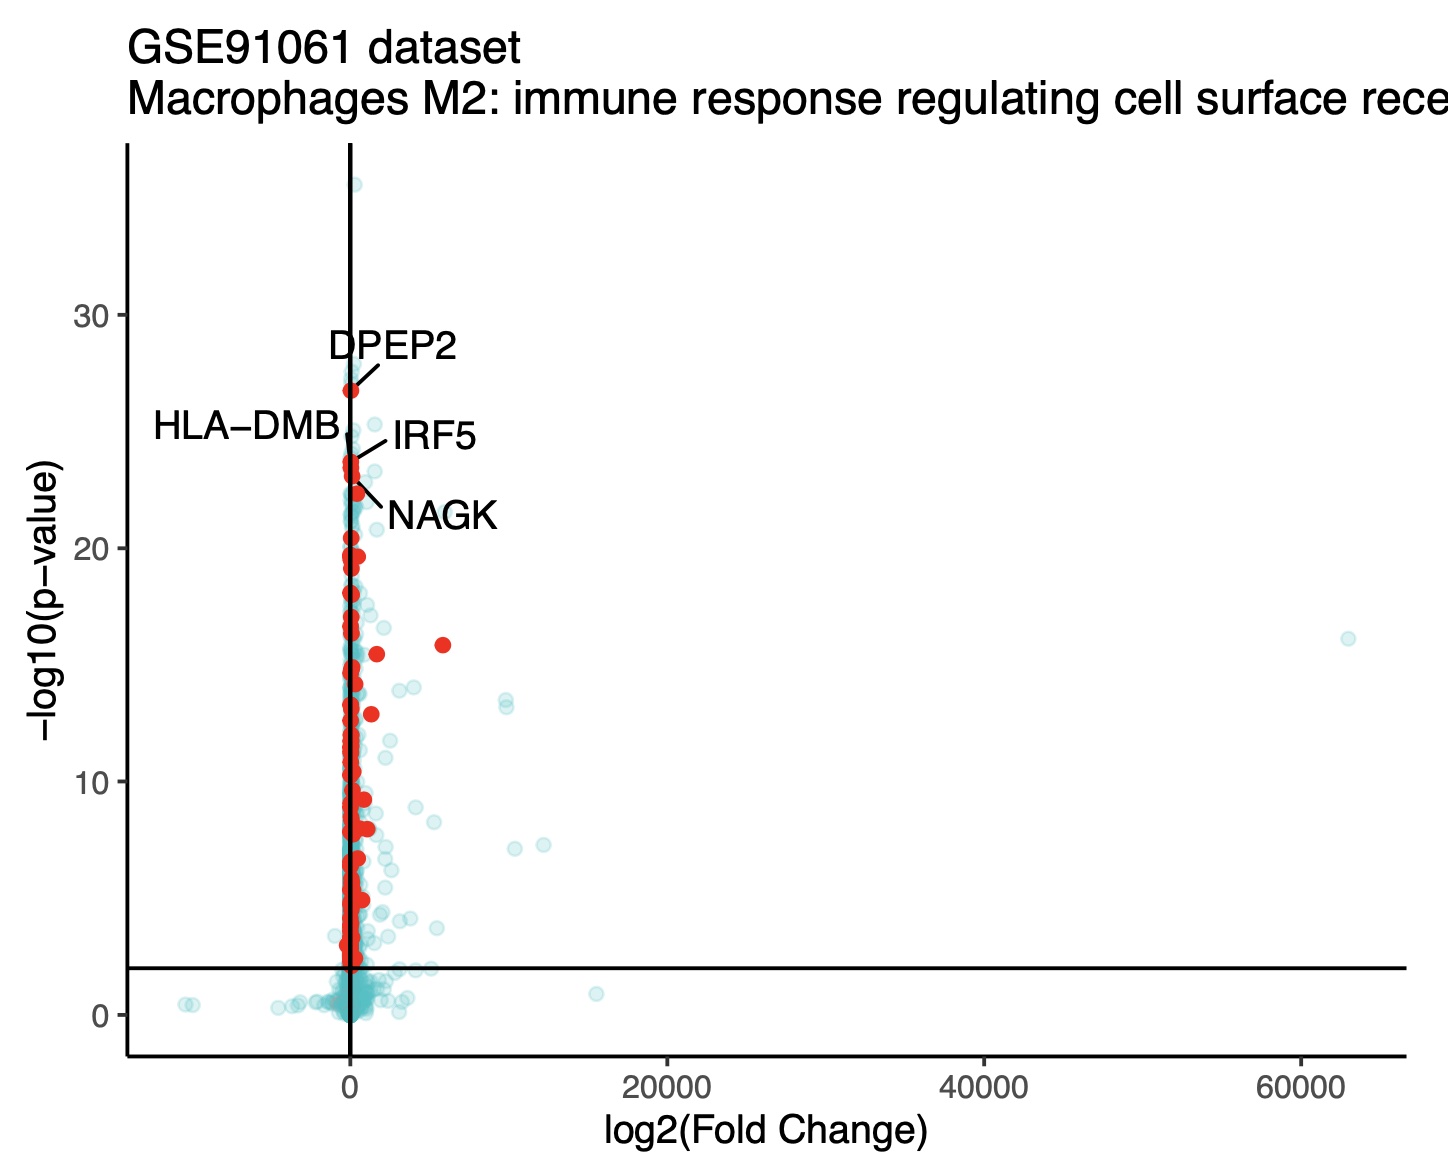 GSE91061 dataset
Macrophages M2: immune response regulating cell surface rece
30
DPEP2
HLA−DMB
IRF5
NAGK
20
10
0
−log10(p−value)
0 20000 40000 60000
log2(Fold Change)